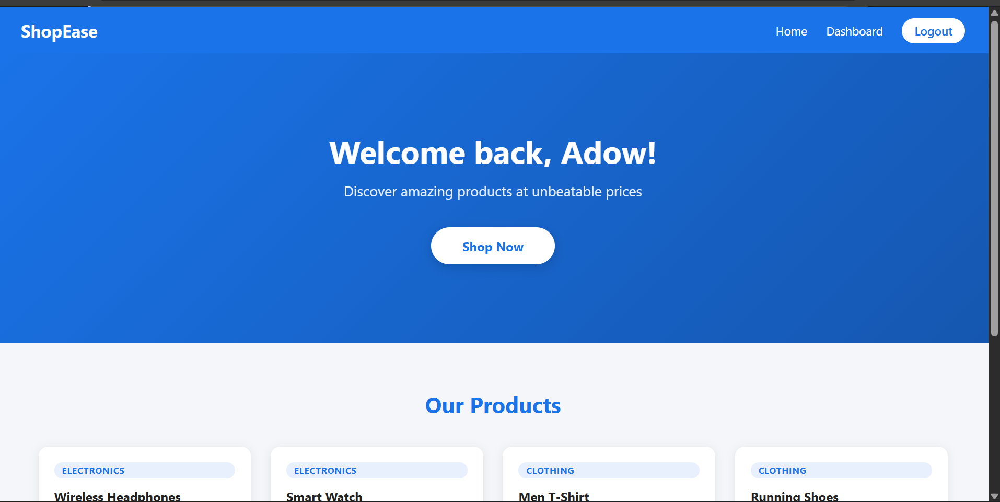 ShopEase
Home
Dashboard
Logout
Welcome back, Adow!
Discover amazing products at unbeatable prices
Shop Now
Our Products
ELECTRONICS
Wireless Headphones
ELECTRONICS
Smart Watch
CLOTHING
Men T-Shirt
CLOTHING
Running Shoes